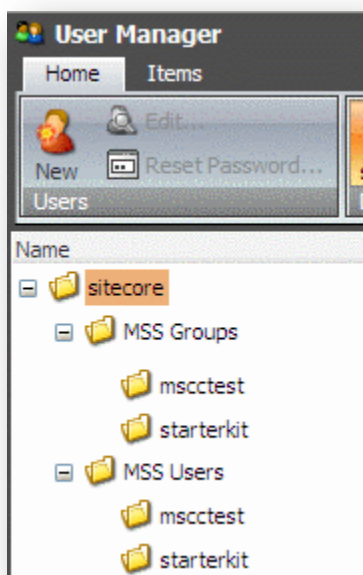 User Manager
Home Items
Edit...
New
Reset Password...
Users
Name
sitecore
MSS Groups
mscctest
starterkit
MSS Users
mscctest
starterkit